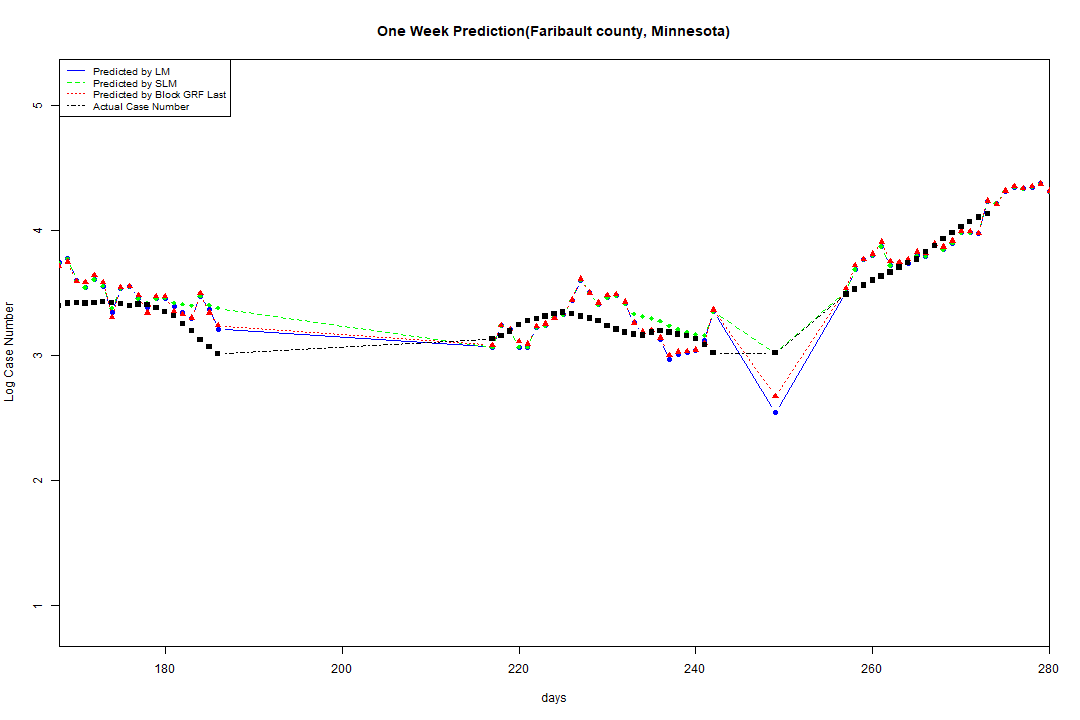 One Week Prediction(Faribault county, Minnesota)
Predicted by LM
Predicted by SLM
Predicted by Block GRF Last
Actual Case Number
5
4
3
2
1
Log Case Number
180 200 220 240 260 280
days